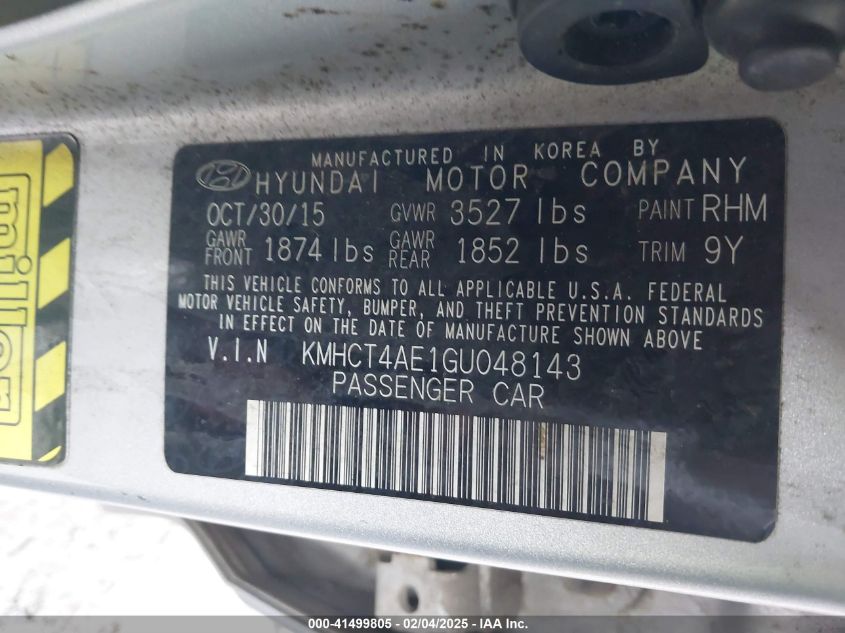 MANUFACTURED IN KOREA BY
HYUNDAI MOTOR COMPANY
OCT/30/15 GVWR 3527 lbs PAINT RHM
GAWR FRONT 1874 lbs GAWR REAR 1852 lbs TRIM 9Y
THIS VEHICLE CONFORMS TO ALL APPLICABLE U.S.A. FEDERAL
MOTOR VEHICLE SAFETY, BUMPER, AND THEFT PREVENTION STANDARDS
IN EFFECT ON THE DATE OF MANUFACTURE SHOWN ABOVE
V.I.N KMHCT4AE1GU048143
PASSENGER CAR
000-41499805 - 02/04/2025 - © IAA Inc.